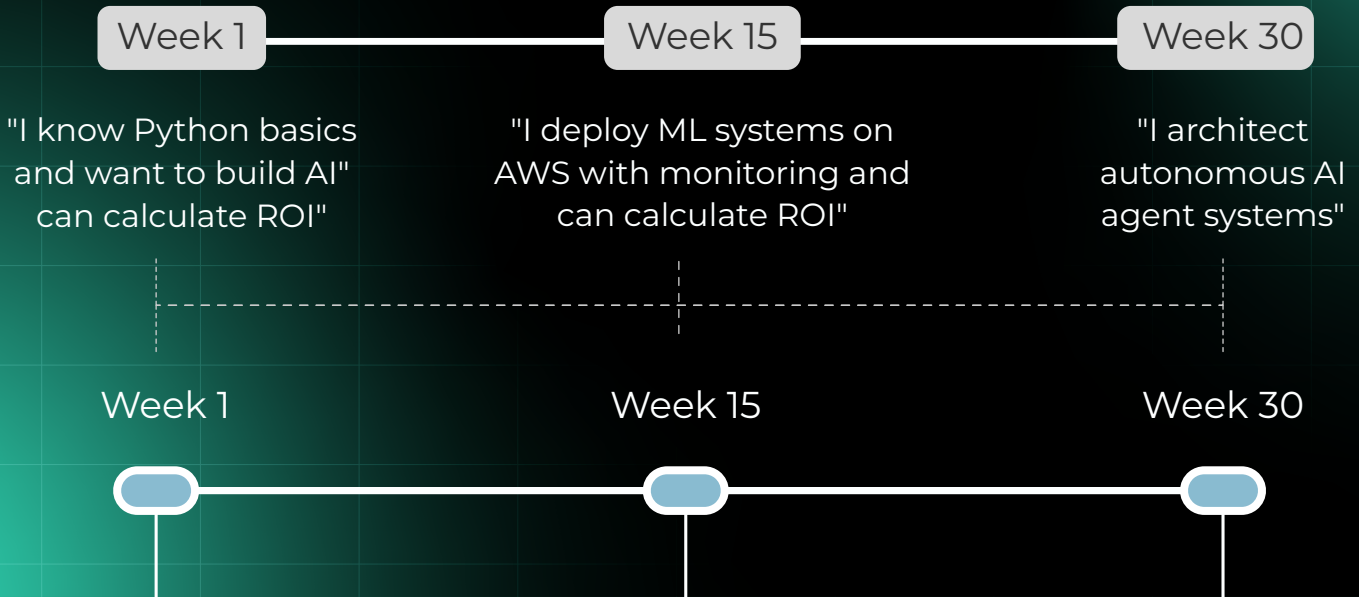 Week 1
Week 15
Week 30
"I know Python basics
and want to build AI"
can calculate ROI"
"I deploy ML systems on
AWS with monitoring and
can calculate ROI"
"I architect
autonomous AI
agent systems"
Week 1
Week 15
Week 30